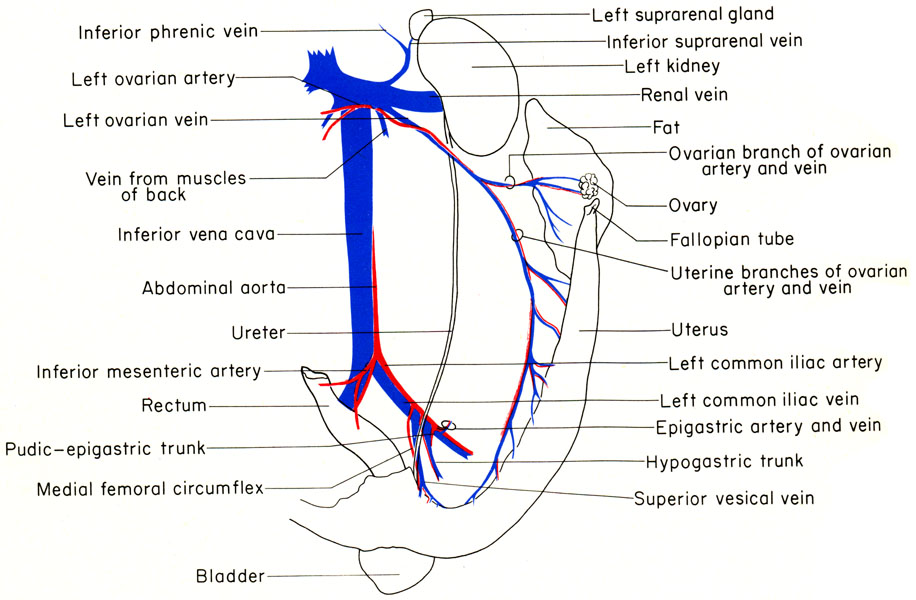 Inferior phrenic vein
Left ovarian artery
Left ovarian vein
Vein from muscles
of back
Inferior vena cava
Abdominal aorta
Ureter
Inferior mesenteric artery
Rectum
Pudic-epigastric trunk
Medial femoral circumflex
Bladder
Left suprarenal gland
Inferior suprarenal vein
Left kidney
Renal vein
Fat
Ovarian branch of ovarian
artery and vein
Ovary
Fallopian tube
Uterine branches of ovarian
artery and vein
Uterus
Left common iliac artery
Left common iliac vein
Epigastric artery and vein
Hypogastric trunk
Superior vesical vein